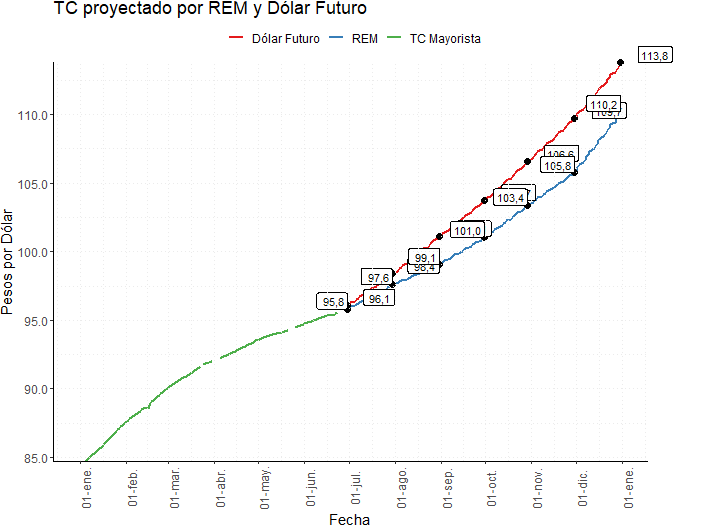 TC proyectado por REM y Dólar Futuro
Dólar Futuro REM TC Mayorista
113,8
110,2
105,8
103,4
101,0
99,1
98,4
97,6
96,1
95,8
110.0
105.0
100.0
95.0
90.0
85.0
Pesos por Dólar
01-ene.
01-feb.
01-mar.
01-abr.
01-may.
01-jun.
01-jul.
01-ago.
01-sep.
01-oct.
01-nov.
01-dic.
01-ene.
Fecha